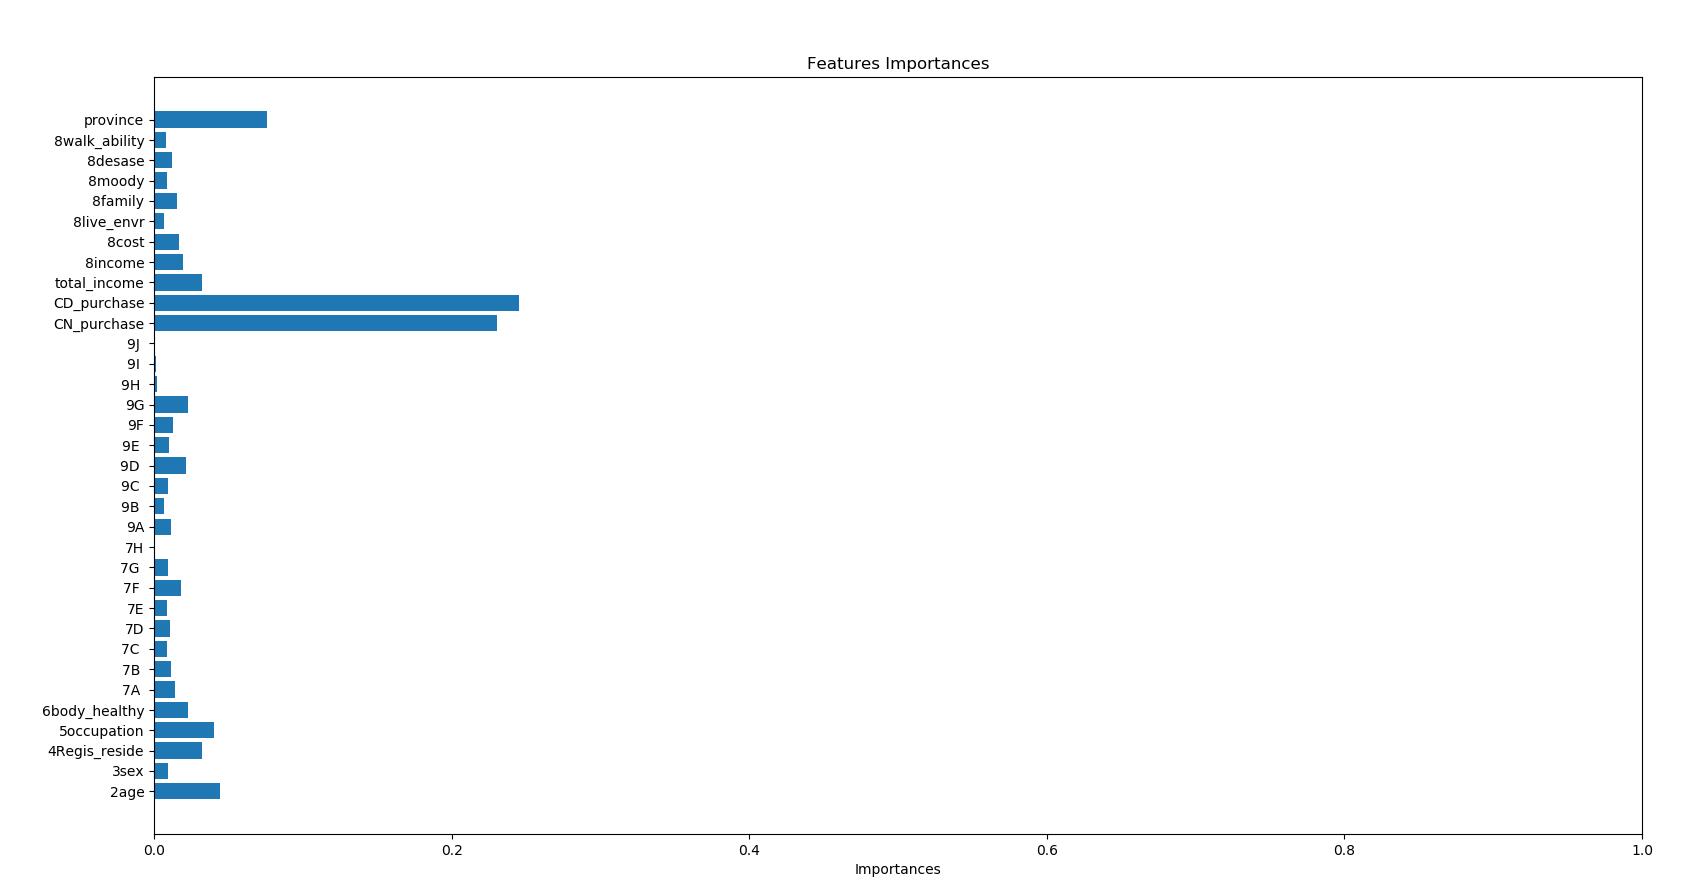 Features Importances
province
8walk_ability
8desase
8moody
8family
8live_envr
8cost
8income
total_income
CD_purchase
CN_purchase
9J
9I
9H
9G
9F
9E
9D
9C
9B
9A
7H
7G
7F
7E
7D
7C
7B
7A
6body_healthy
5occupation
4Regis_reside
3sex
2age
0.0 0.2 0.4 0.6 0.8 1.0
Importances